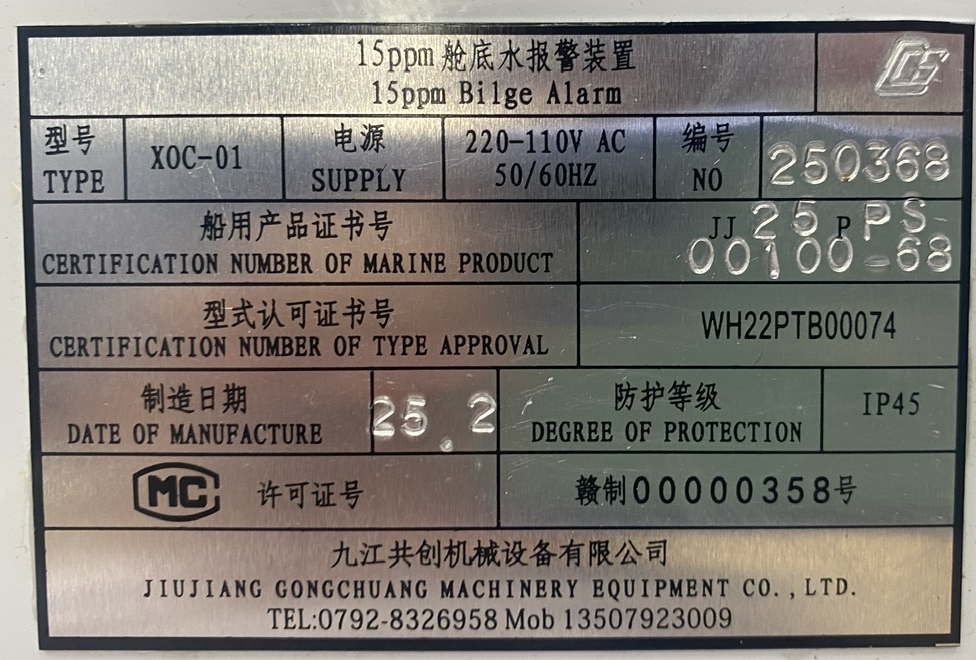 15ppm 舱底水报警装置
15ppm Bilge Alarm
型号
TYPE
XOC-01
电源
SUPPLY
220-110V AC
50/60HZ
编号
NO
250368
船用产品证书号
CERTIFICATION NUMBER OF MARINE PRODUCT
JJ 25 P PS
00100-68
型式认可证书号
CERTIFICATION NUMBER OF TYPE APPROVAL
WH22PTB00074
制造日期
DATE OF MANUFACTURE
25.2
防护等级
DEGREE OF PROTECTION
IP45
MC
许可证号
赣制00000358号
九江共创机械设备有限公司
JIUJIANG GONGCHUANG MACHINERY EQUIPMENT CO.,LTD.
TEL:0792-8326958 Mob 13507923009